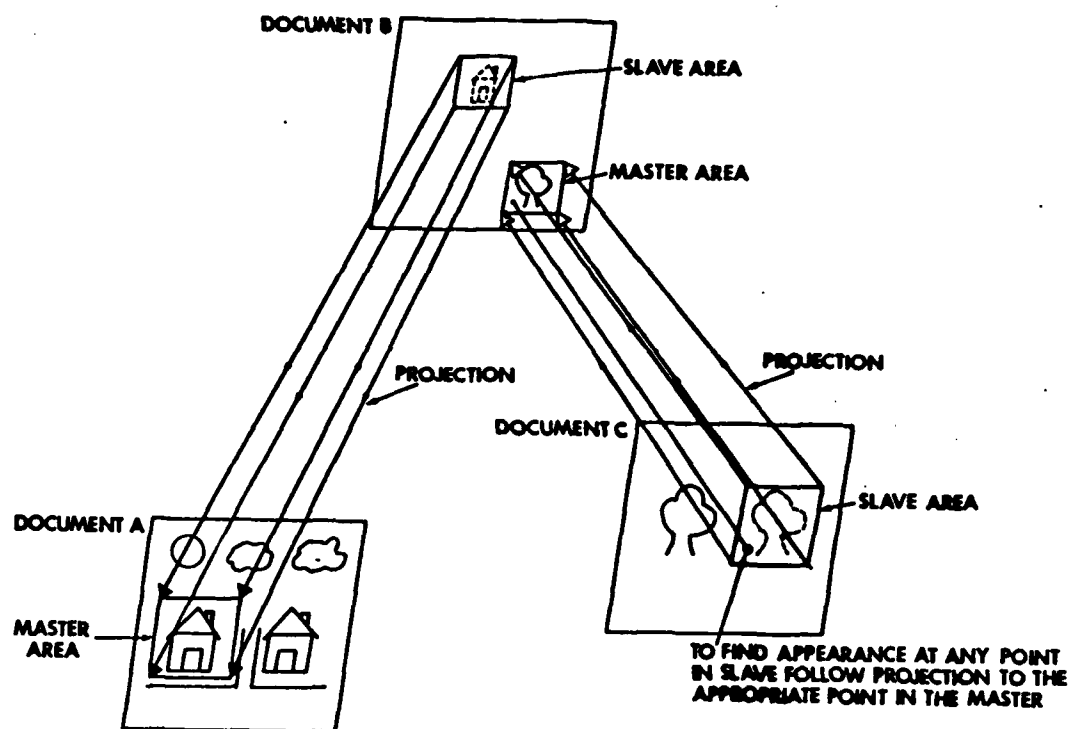 DOCUMENT B
SLAVE AREA
MASTER AREA
PROJECTION
PROJECTION
DOCUMENT C
SLAVE AREA
DOCUMENT A
MASTER
AREA
TO FIND APPEARANCE AT ANY POINT
IN SLAVE FOLLOW PROJECTION TO THE
APPROPRIATE POINT IN THE MASTER